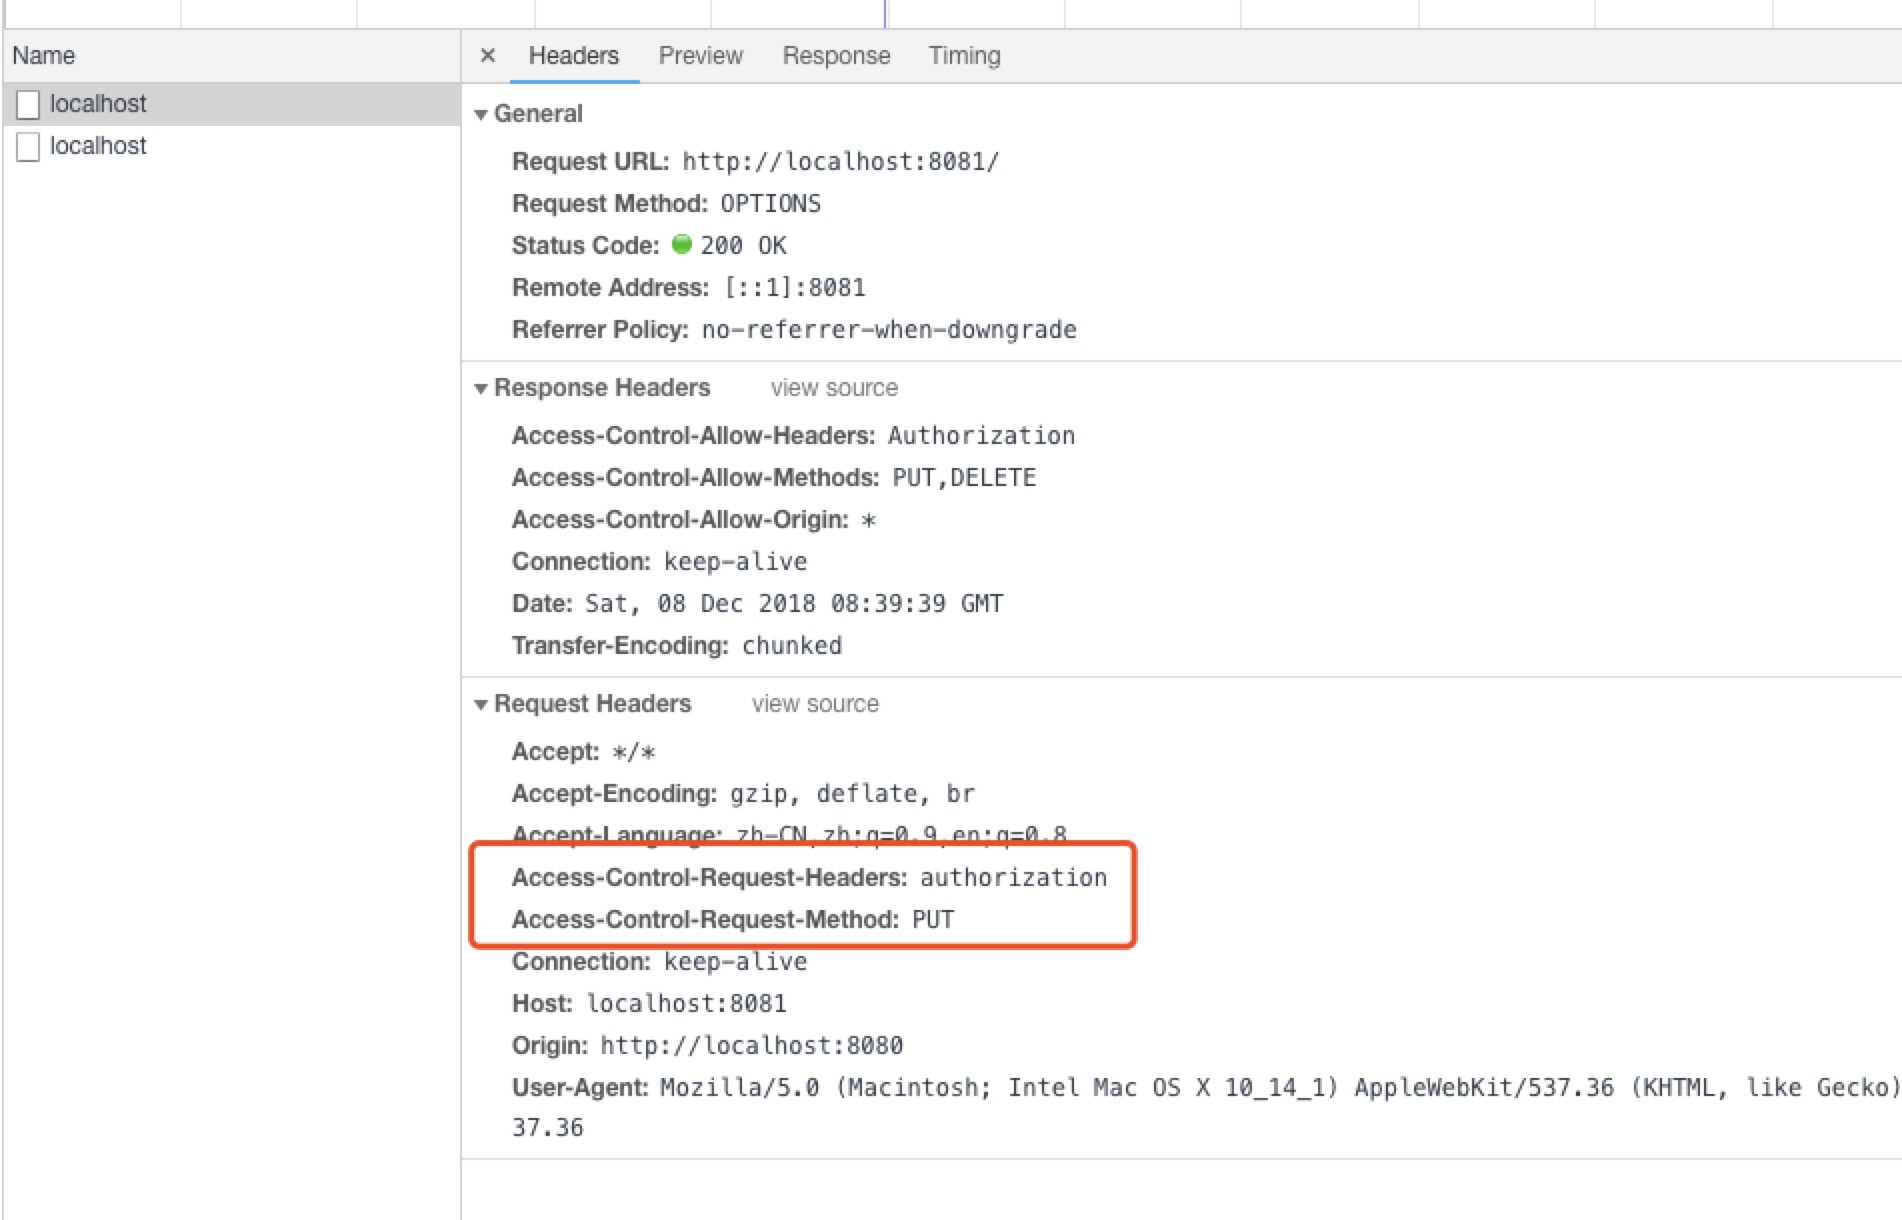 Name
× Headers Preview Response Timing
localhost
localhost
General
Request URL: http://localhost:8081/
Request Method: OPTIONS
Status Code: 200 OK
Remote Address: [::1]:8081
Referrer Policy: no-referrer-when-downgrade
Response Headers view source
Access-Control-Allow-Headers: Authorization
Access-Control-Allow-Methods: PUT,DELETE
Access-Control-Allow-Origin: *
Connection: keep-alive
Date: Sat, 08 Dec 2018 08:39:39 GMT
Transfer-Encoding: chunked
Request Headers view source
Accept: */*
Accept-Encoding: gzip, deflate, br
Accept-Language: zh-CN,zh;q=0.9,en;q=0.8
Access-Control-Request-Headers: authorization
Access-Control-Request-Method: PUT
Connection: keep-alive
Host: localhost:8081
Origin: http://localhost:8080
User-Agent: Mozilla/5.0 (Macintosh; Intel Mac OS X 10_14_1) AppleWebKit/537.36 (KHTML, like Gecko)
37.36